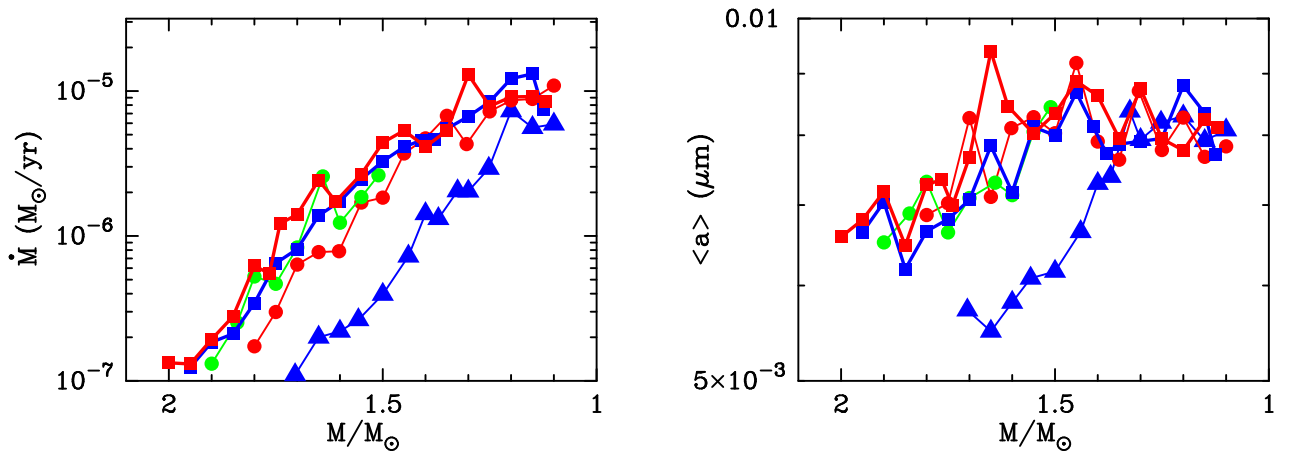 10⁻⁵
10⁻⁶
10⁻⁷
Ṁ (M☉/yr)
2 1.5 1
M/M☉
0.01
5×10⁻³
<a> (μm)
2 1.5 1
M/M☉